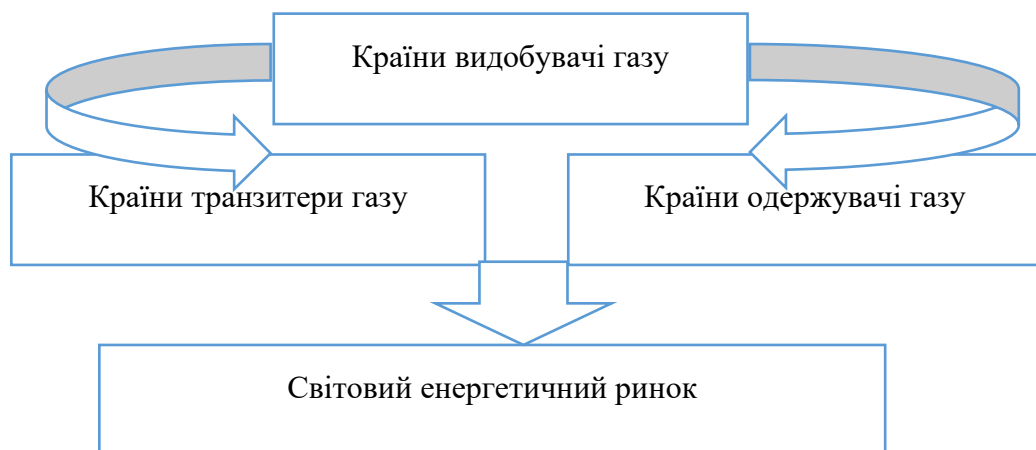 Країни видобувачі газу
Країни транзитери газу
Країни одержувачі газу
Світовий енергетичний ринок